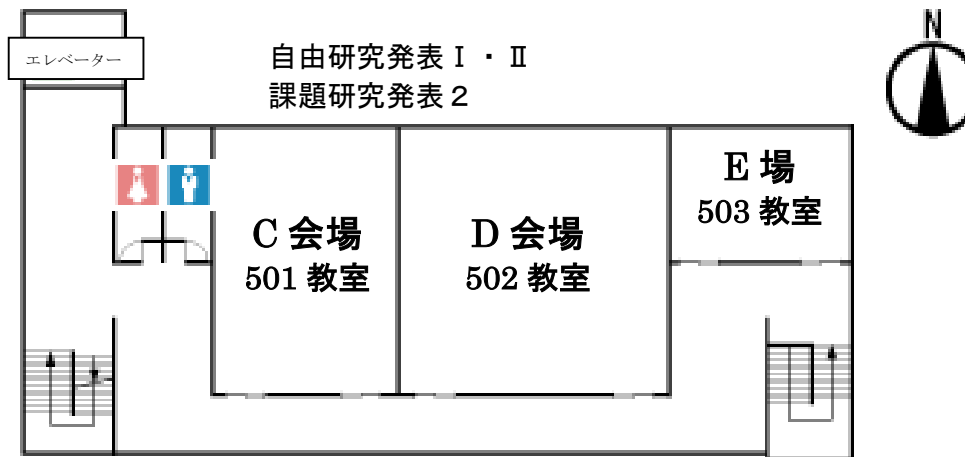 エレベーター
自由研究発表Ⅰ・Ⅱ
課題研究発表2
N
C 会場
501 教室
D 会場
502 教室
E 場
503 教室